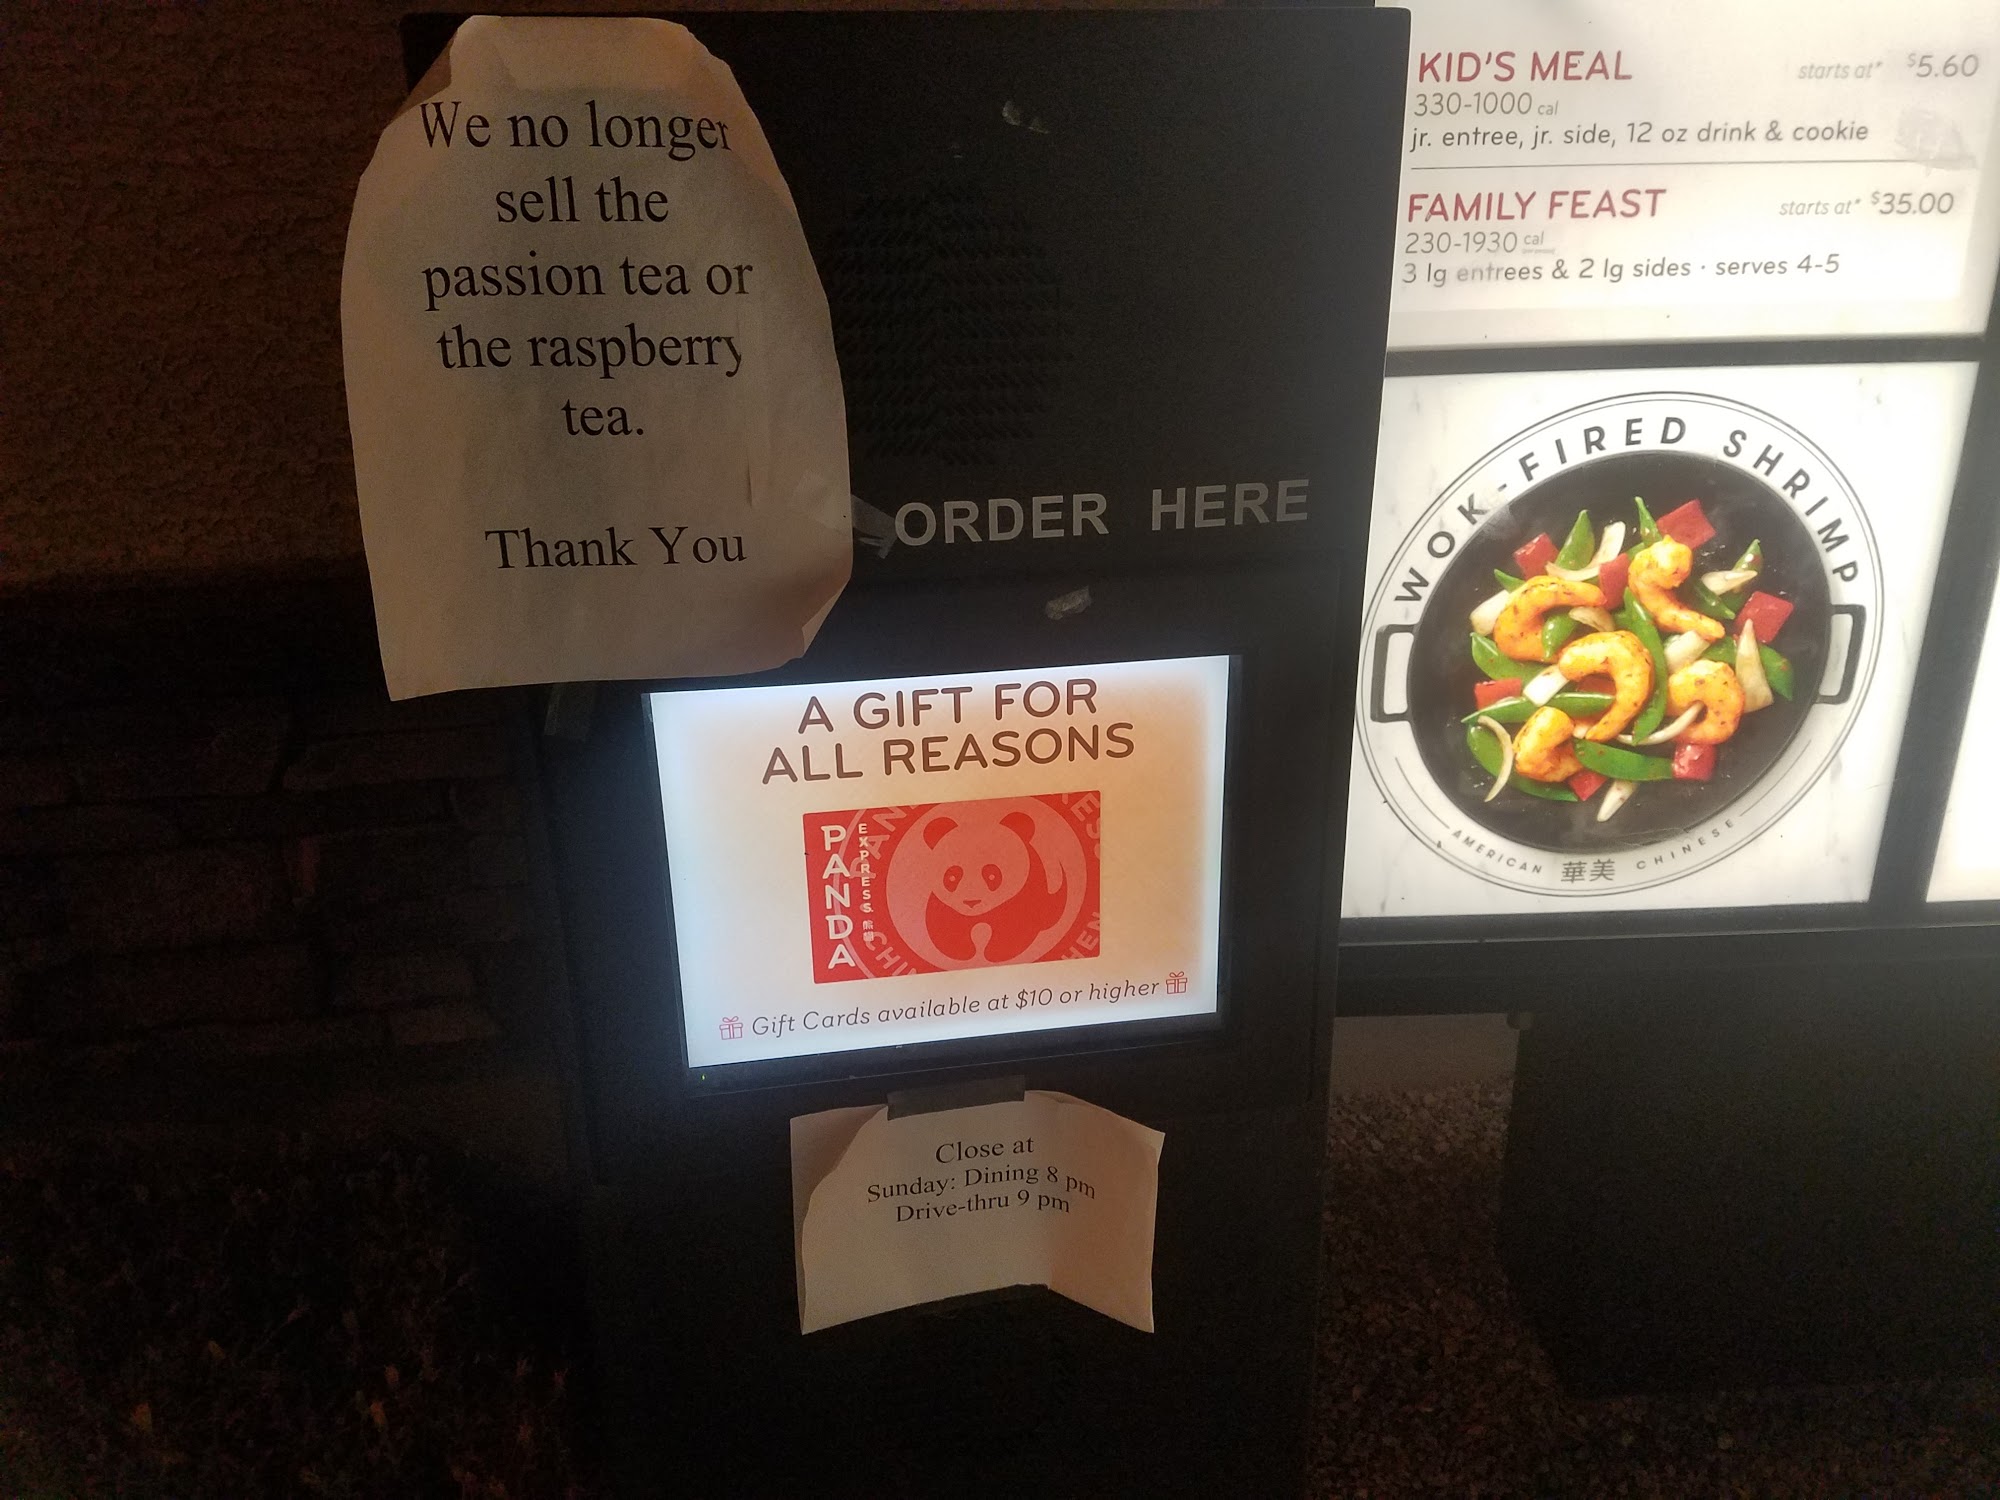 We no longer
sell the
passion tea or
the raspberry
tea.
Thank You
ORDER HERE
A GIFT FOR
ALL REASONS
PANDA
EXPRESS
Gift Cards available at $10 or higher
Close at
Sunday: Dining 8 pm
Drive-thru 9 pm
KID'S MEAL starts at* $5.60
330-1000 cal
jr. entree, jr. side, 12 oz drink & cookie
FAMILY FEAST starts at* $35.00
230-1930 cal
3 lg entrees & 2 lg sides · serves 4-5
WOK-FIRED SHRIMP
AMERICAN 華美 CHINESE